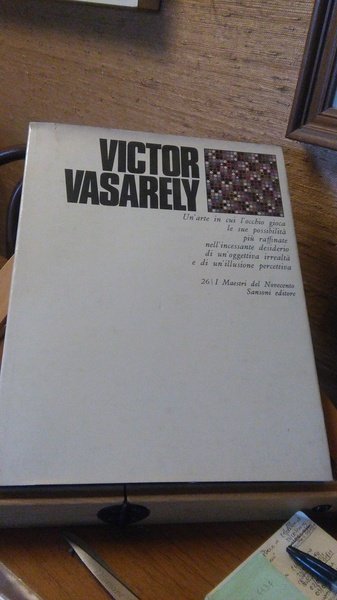 VICTOR
VASARELY
Un'arte in cui l'occhio gioca
le sue possibilità
più raffinate
nell'incessante desiderio
di un'oggettiva irrealtà
e di un'illusione percettiva
26\I Maestri del Novecento
Sansoni editore